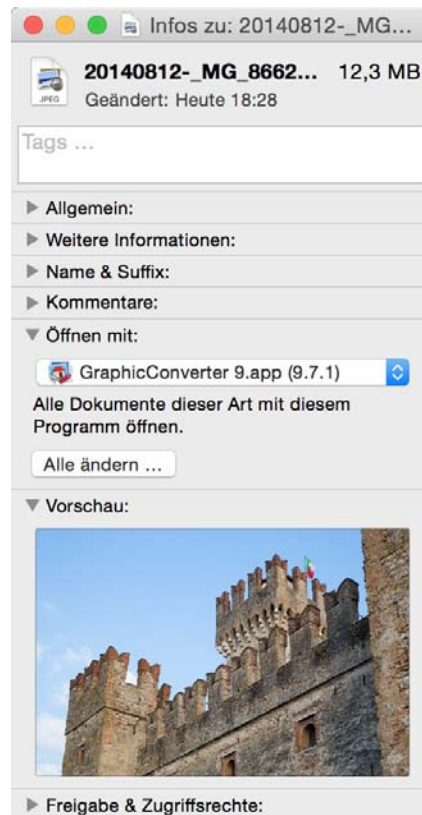 Infos zu: 20140812-_MG...
JPEG
20140812-_MG_8662... 12,3 MB
Geändert: Heute 18:28
Tags ...
Allgemein:
Weitere Informationen:
Name & Suffix:
Kommentare:
Öffnen mit:
GraphicConverter 9.app (9.7.1)
Alle Dokumente dieser Art mit diesem
Programm öffnen.
Alle ändern ...
Vorschau:
Freigabe & Zugriffsrechte: